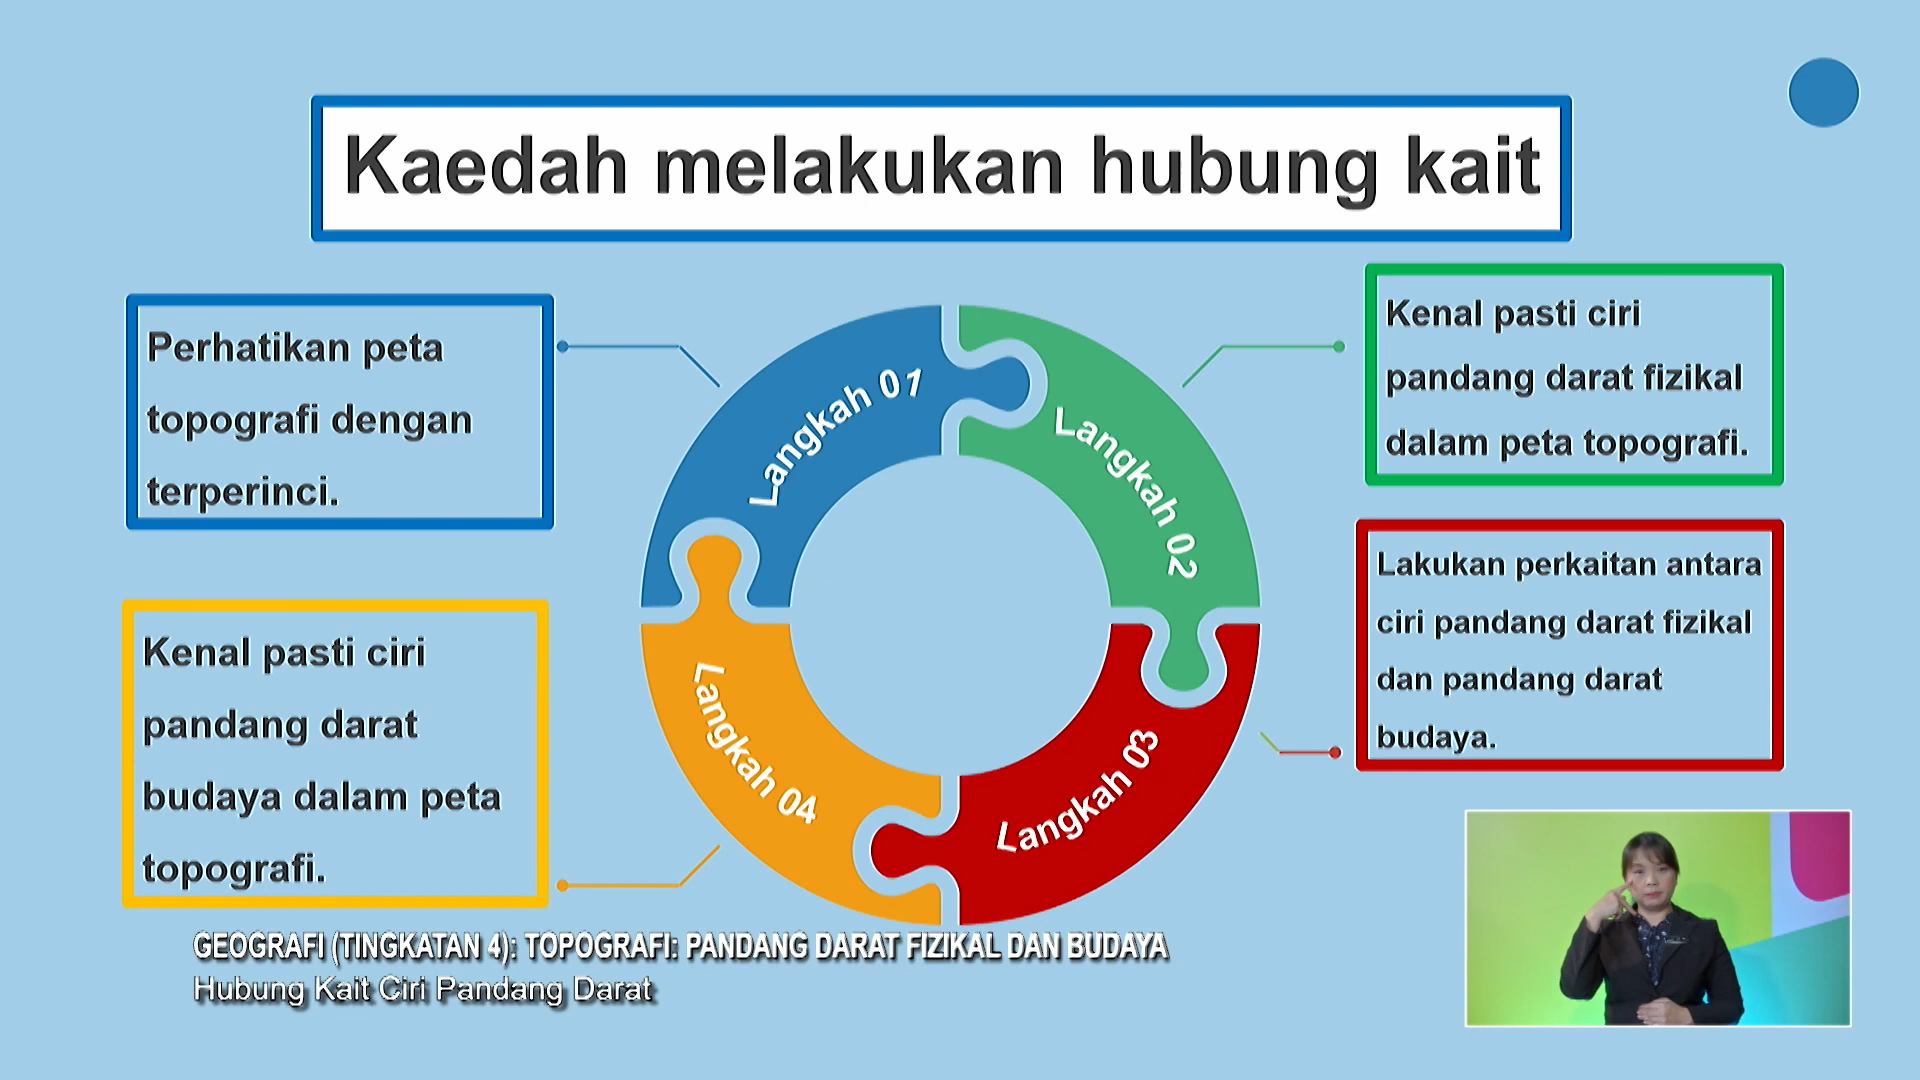 Kaedah melakukan hubung kait
Perhatikan peta
topografi dengan
terperinci.
Langkah 01
Langkah 02
Kenal pasti ciri
pandang darat fizikal
dalam peta topografi.
Lakukan perkaitan antara
ciri pandang darat fizikal
dan pandang darat
budaya.
Langkah 03
Langkah 04
Kenal pasti ciri
pandang darat
budaya dalam peta
topografi.
GEOGRAFI (TINGKATAN 4): TOPOGRAFI: PANDANG DARAT FIZIKAL DAN BUDAYA
Hubung Kait Ciri Pandang Darat